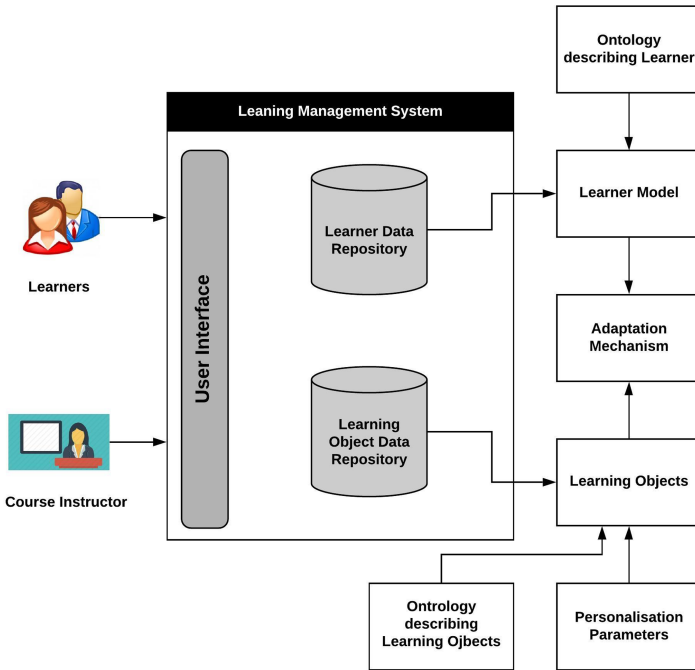 Ontology
describing Learner
Leaning Management System
Learner Model
Learner Data
Repository
Learners
User Interface
Adaptation
Mechanism
Learning
Object Data
Repository
Learning Objects
Course Instructor
Ontrology
describing
Learning Ojbects
Personalisation
Parameters